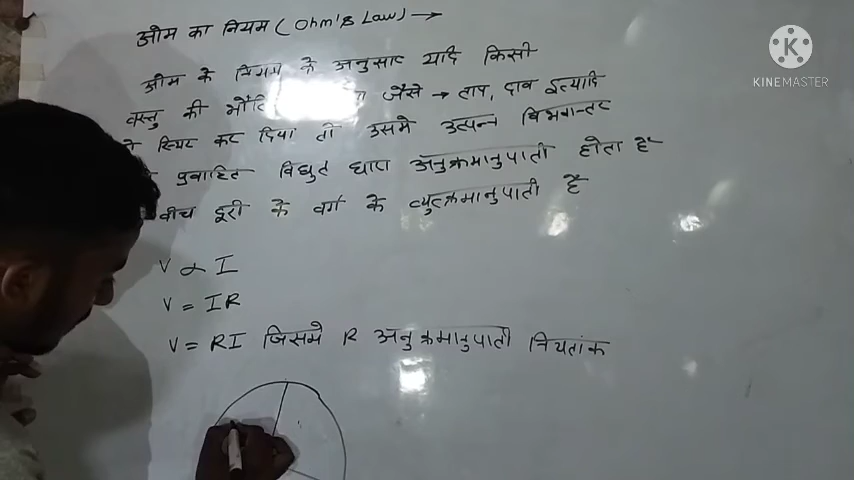 ओम का नियम (Ohm's Law) →
ओम के नियम के अनुसार यदि किसी
वस्तु की जैसे → ताप, दाब इत्यादि
स्थिर कर दिया तो उसमे उत्पन्न विभवान्तर
प्रवाहित विद्युत धारा अनुक्रमानुपाती होता है
बीच दूरी के वर्ग के व्युत्क्रमानुपाती है
V ∝ I
V = IR
V = RI जिसमे R अनुक्रमानुपाती नियतांक
K
KINEMASTER